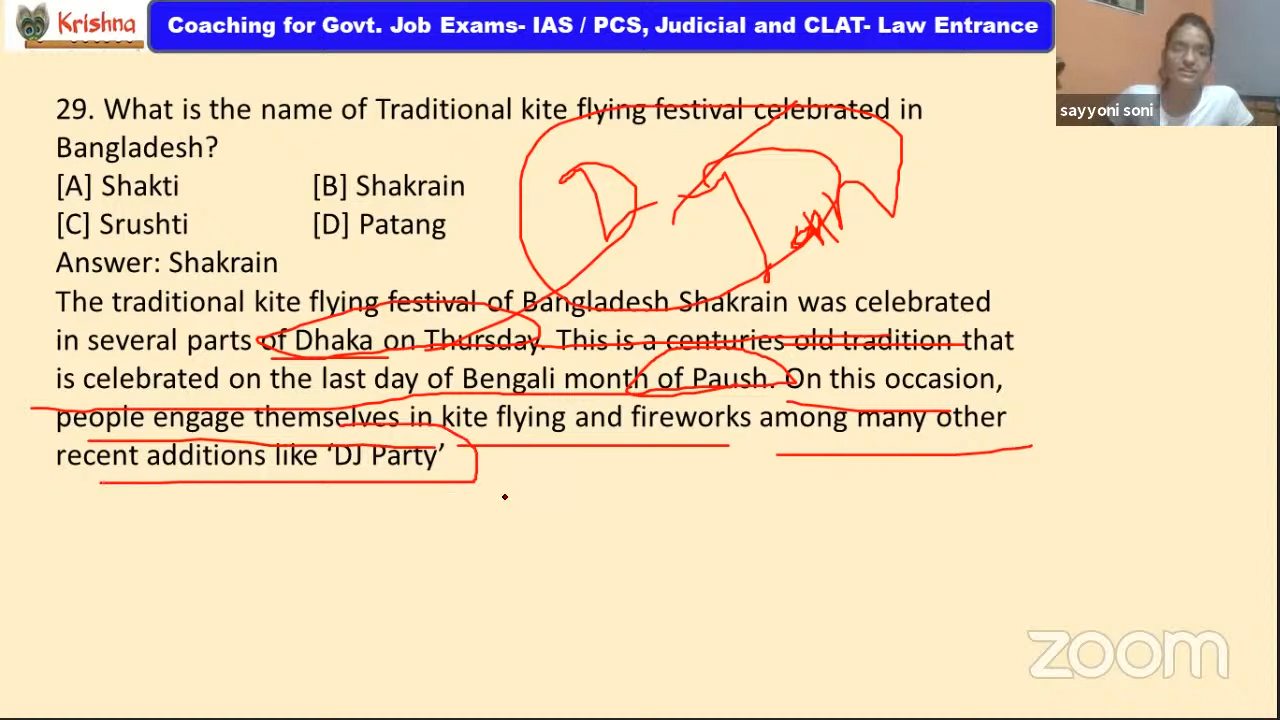 Krishna
Coaching for Govt. Job Exams- IAS / PCS, Judicial and CLAT- Law Entrance
sayyoni soni
29. What is the name of Traditional kite flying festival celebrated in
Bangladesh?
[A] Shakti [B] Shakrain
[C] Srushti [D] Patang
Answer: Shakrain
The traditional kite flying festival of Bangladesh Shakrain was celebrated
in several parts of Dhaka on Thursday. This is a centuries old tradition that
is celebrated on the last day of Bengali month of Paush. On this occasion,
people engage themselves in kite flying and fireworks among many other
recent additions like ‘DJ Party’
zoom